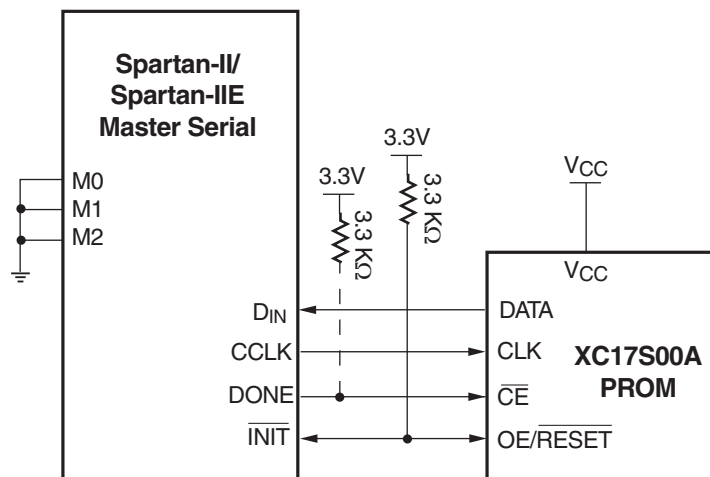 Spartan-II/
Spartan-IIE
Master Serial
M0
M1
M2
3.3V
3.3 KΩ
3.3V
3.3 KΩ
VCC
VCC
DIN
DATA
CCLK
CLK
XC17S00A
PROM
DONE
CE
INIT
OE/RESET